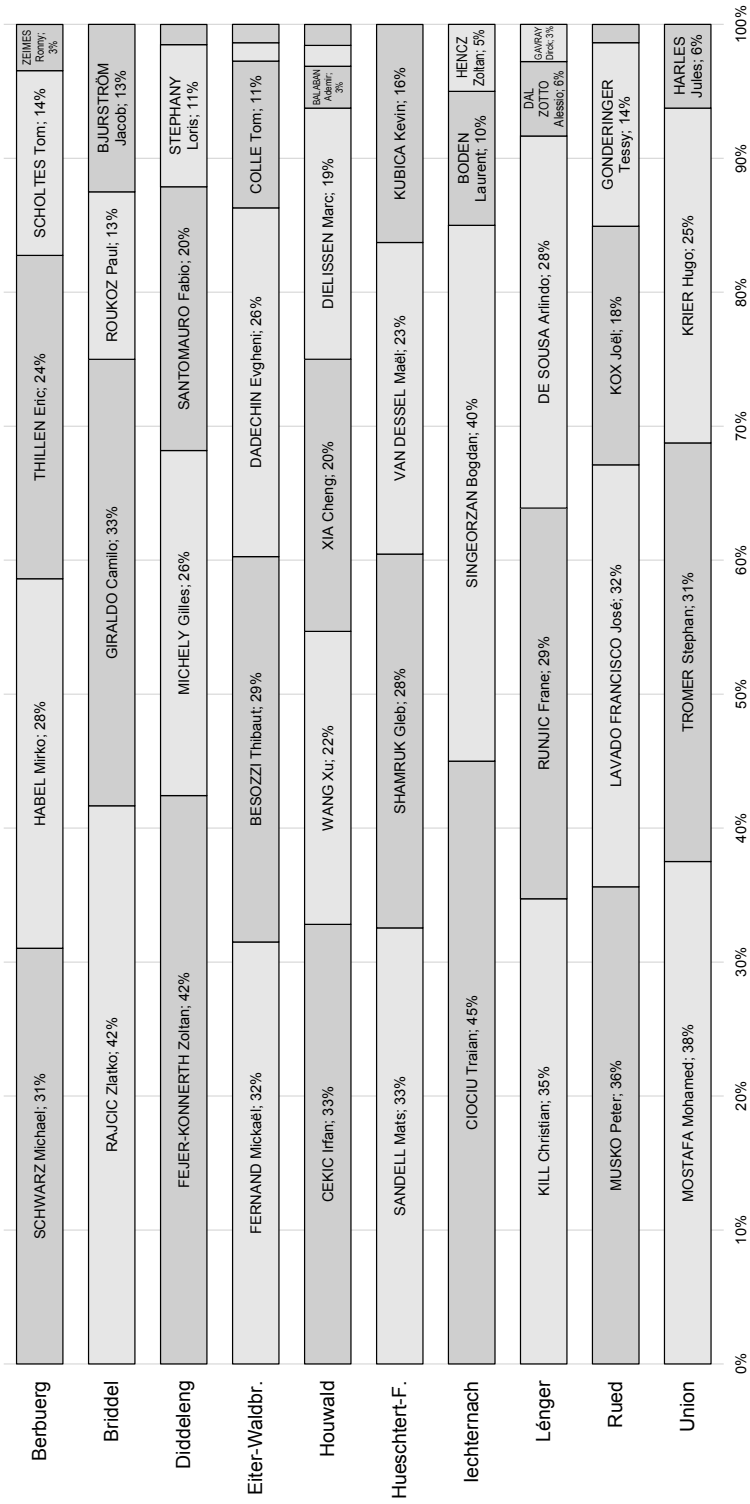 Berbuerg
SCHWARZ Michael; 31%
HABEL Mirko; 28%
THILLEN Eric; 24%
SCHOLTES Tom; 14%
ZEIMES
Ronny;
3%
Briddel
RAJCIC Zlatko; 42%
GIRALDO Camilo; 33%
ROUKOZ Paul; 13%
BJURSTRÖM
Jacob; 13%
Diddeleng
FEJER-KONNERTH Zoltan; 42%
MICHELY Gilles; 26%
SANTOMAURO Fabio; 20%
STEPHANY
Loris; 11%
Eiter-Waldbr.
FERNAND Mickaël; 32%
BESOZZI Thibaut; 29%
DADECHIN Evgheni; 26%
COLLE Tom; 11%
Houwald
CEKIC Irfan; 33%
WANG Xu; 22%
XIA Cheng; 20%
DIELISSEN Marc; 19%
BALABAN
Ademir;
3%
Hueschtert-F.
SANDELL Mats; 33%
SHAMRUK Gleb; 28%
VAN DESSEL Maël; 23%
KUBICA Kevin; 16%
Iechternach
CIOCIU Traian; 45%
SINGEORZAN Bogdan; 40%
BODEN
Laurent; 10%
HENCZ
Zoltan; 5%
Lénger
KILL Christian; 35%
RUNJIC Frane; 29%
DE SOUSA Arlindo; 28%
DAL
ZOTTO
Alessio; 6%
GAVRAY
Dirck; 3%
Rued
MUSKO Peter; 36%
LAVADO FRANCISCO José; 32%
KOX Joël; 18%
GONDERINGER
Tessy; 14%
Union
MOSTAFA Mohamed; 38%
TROMER Stephan; 31%
KRIER Hugo; 25%
HARLES
Jules; 6%
0%
10%
20%
30%
40%
50%
60%
70%
80%
90%
100%